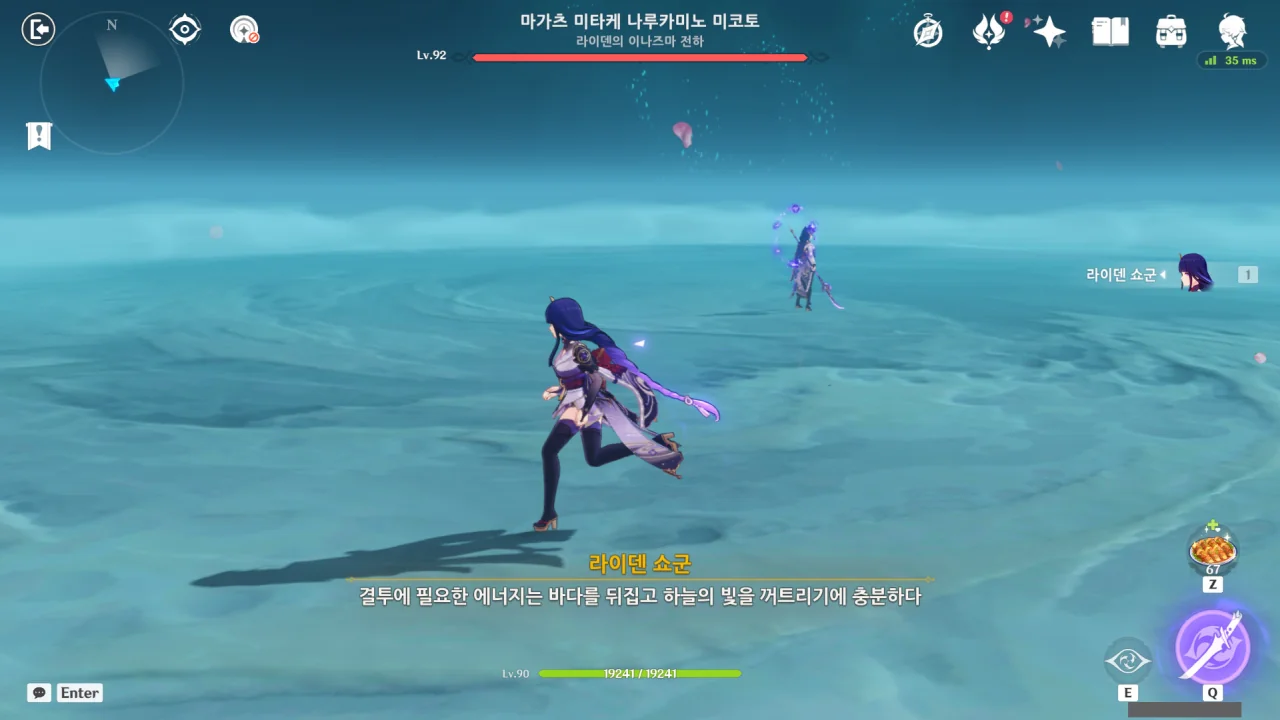 N
마가츠 미타케 나루카미노 미코토
라이덴의 이나즈마 전하
Lv.92
35 ms
라이덴 쇼군
1
라이덴 쇼군
결투에 필요한 에너지는 바다를 뒤집고 하늘의 빛을 꺼트리기에 충분하다
67
Z
Lv.90
19241 / 19241
Enter
E
Q